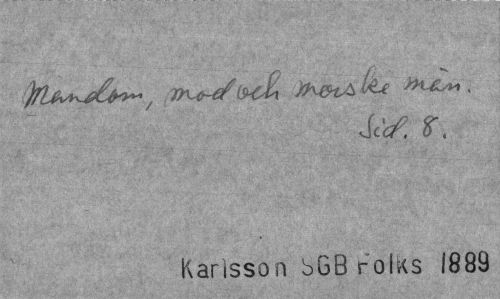 Mandom, mod och morske män.
Sid. 8.
Karlsson SGB Folks 1889